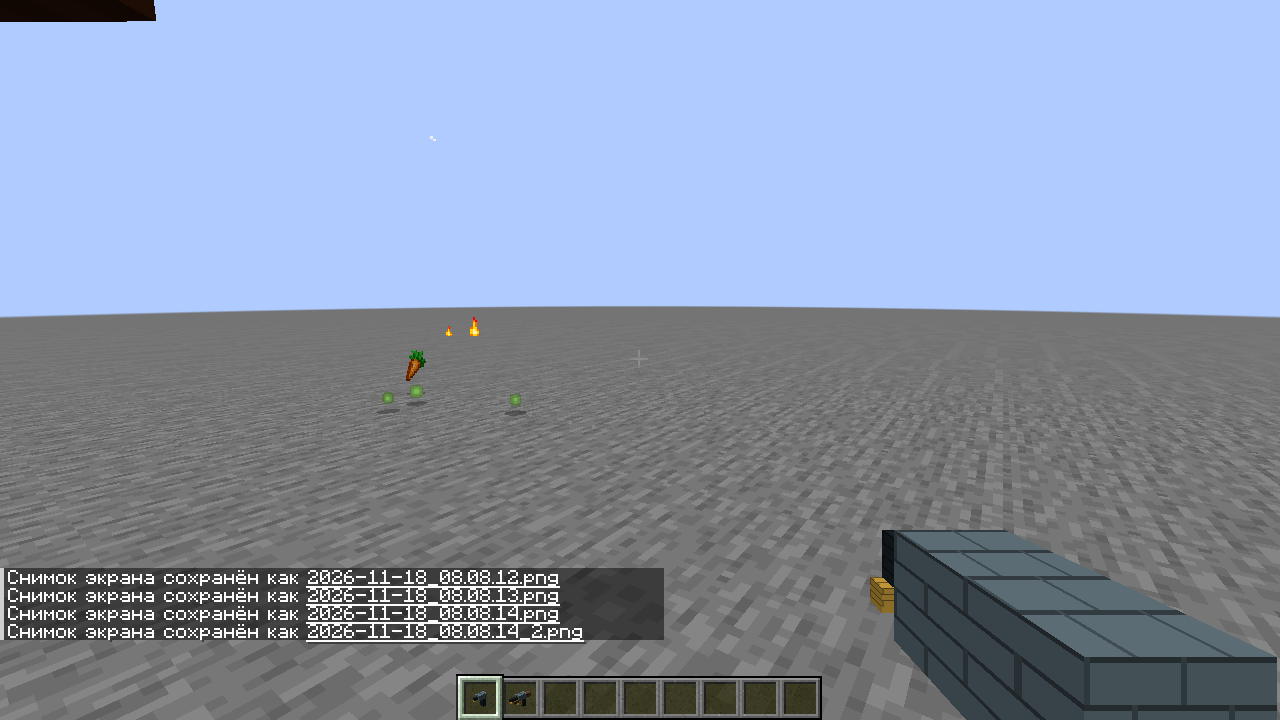 Снимок экрана сохранён как 2026-11-18_08.08.12.png
Снимок экрана сохранён как 2026-11-18_08.08.13.png
Снимок экрана сохранён как 2026-11-18_08.08.14.png
Снимок экрана сохранён как 2026-11-18_08.08.14_2.png